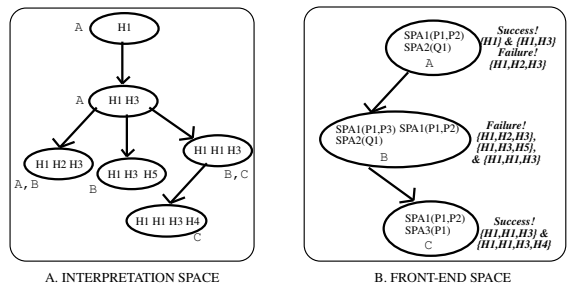 A H1
A H1 H3
H1 H2 H3
A,B
H1 H3 H5
B
H1 H1 H3
B,C
H1 H1 H3 H4
C
A. INTERPRETATION SPACE
SPA1(P1,P2)
SPA2(Q1)
A
Success!
{H1} & {H1,H3}
Failure!
{H1,H2,H3}
SPA1(P1,P3) SPA1(P1,P2)
SPA2(Q1)
B
Failure!
{H1,H2,H3},
{H1,H3,H5},
& {H1,H1,H3}
SPA1(P1,P2)
SPA3(P1)
C
Success!
{H1,H1,H3} &
{H1,H1,H3,H4}
B. FRONT-END SPACE